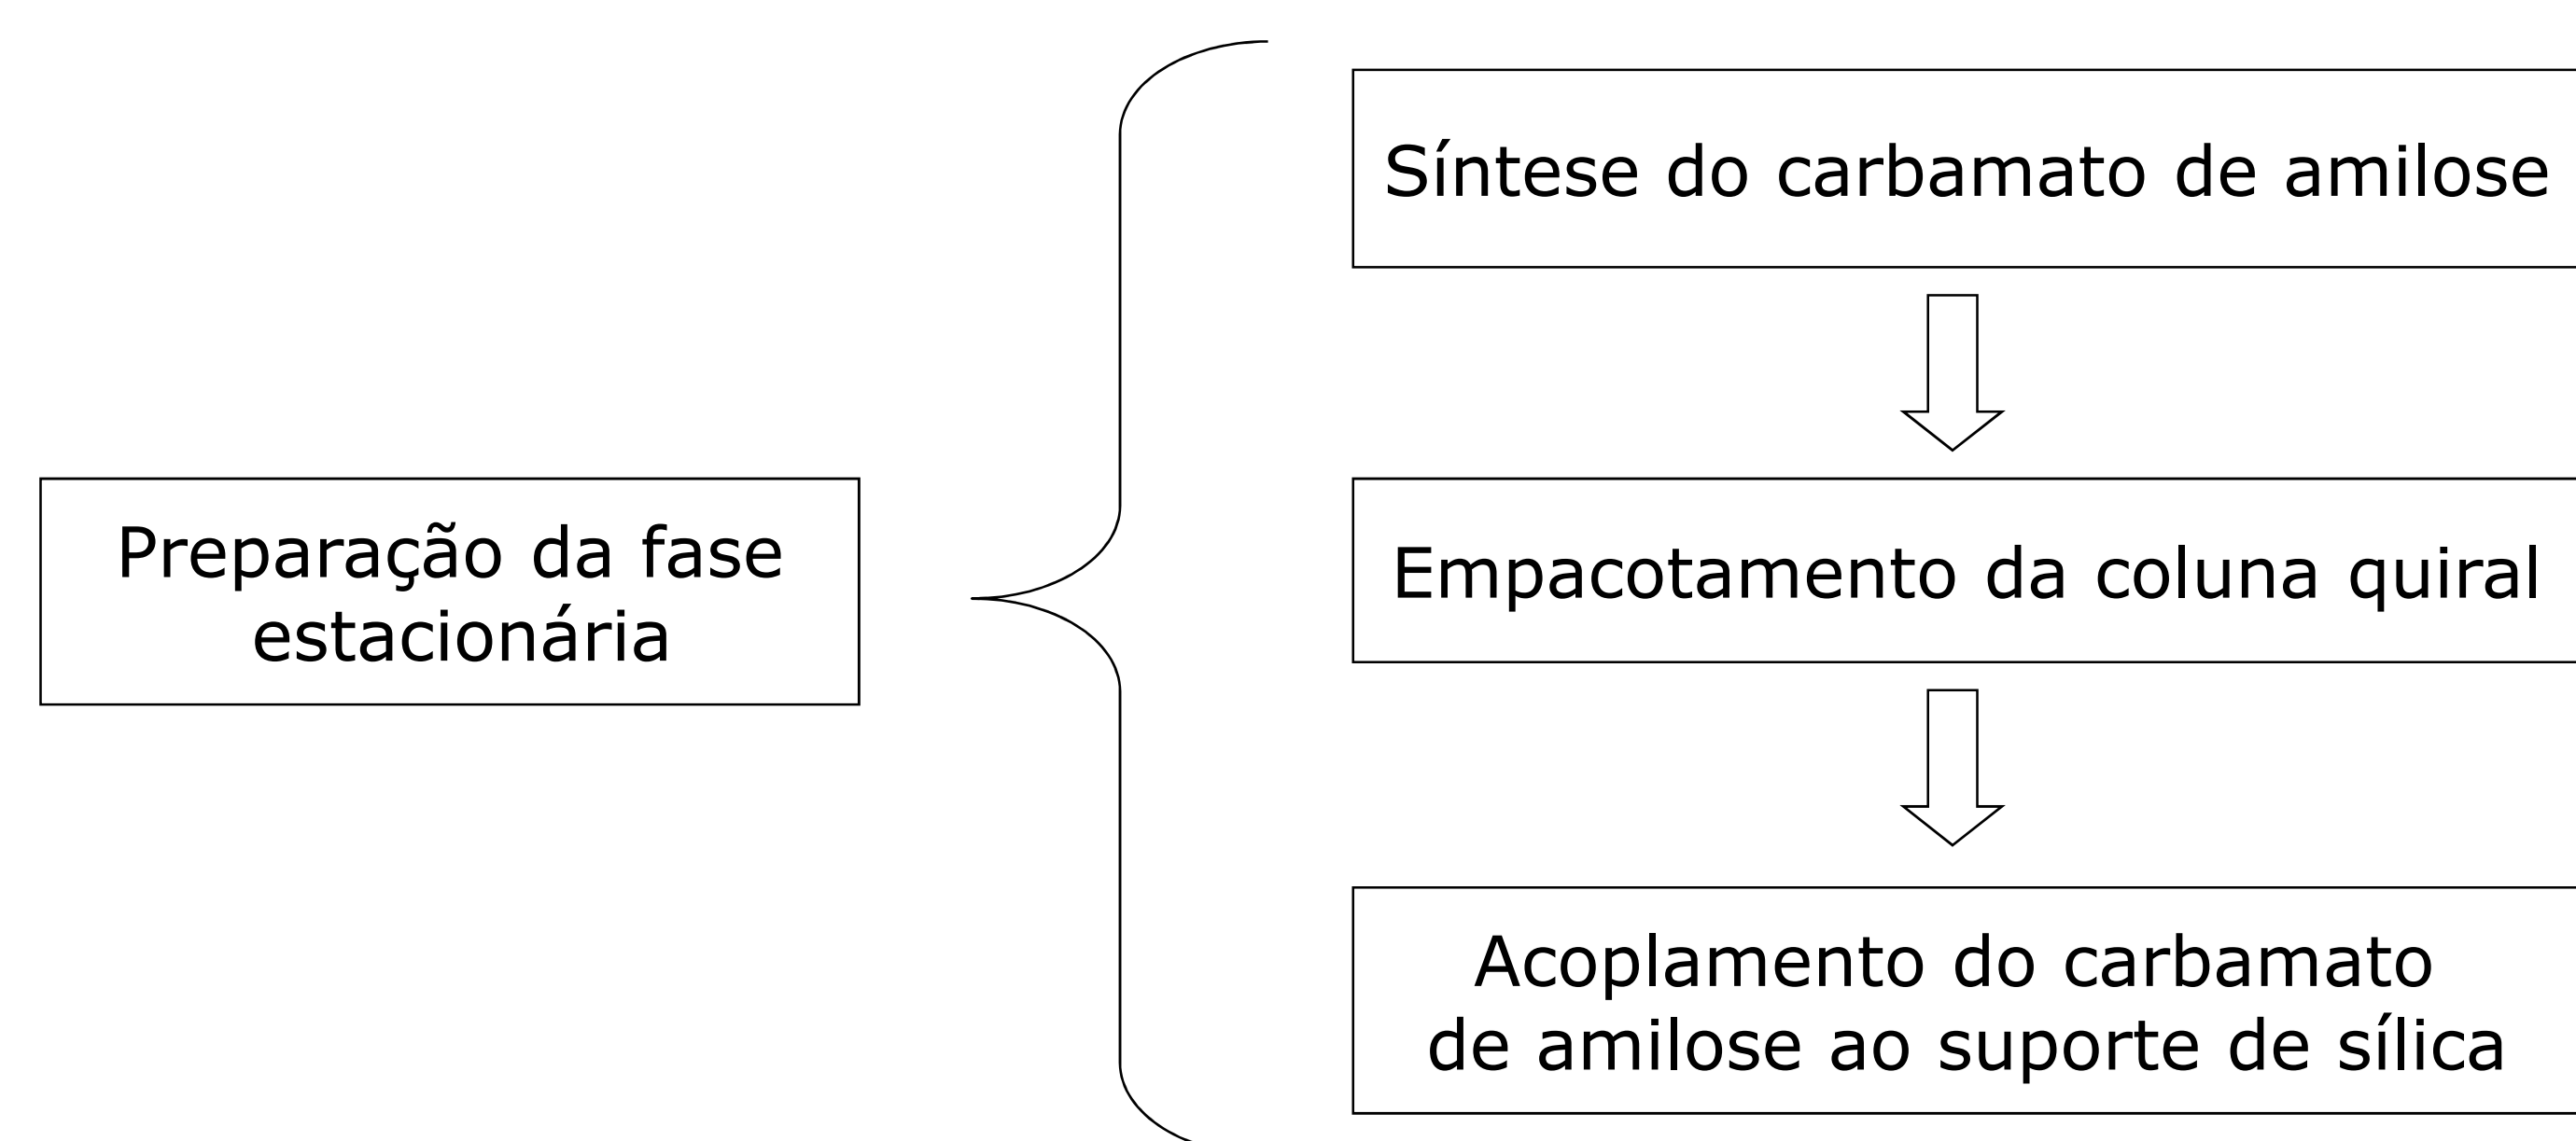 Síntese do carbamato de amilose
Preparação da fase
estacionária
Empacotamento da coluna quiral
Acoplamento do carbamato
de amilose ao suporte de sílica